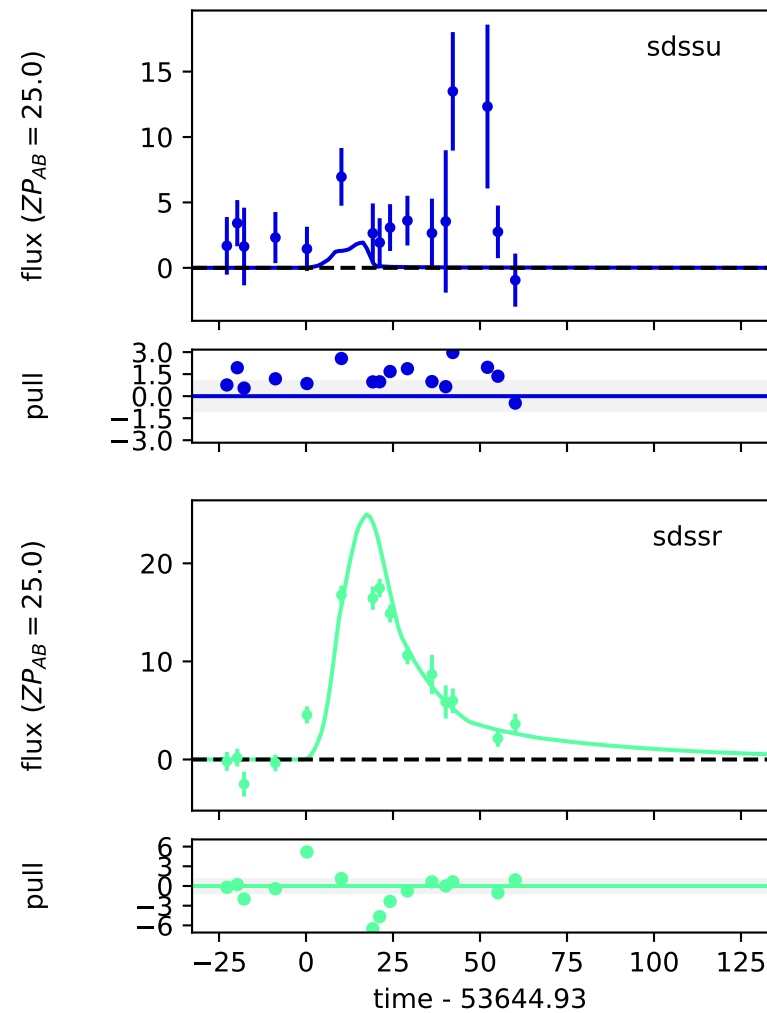 sdssu
flux (ZP_AB = 25.0)
15
10
5
0
pull
3.0
1.5
0.0
−1.5
−3.0
sdssr
flux (ZP_AB = 25.0)
20
10
0
pull
6
3
0
−3
−6
−25 0 25 50 75 100 125
time - 53644.93